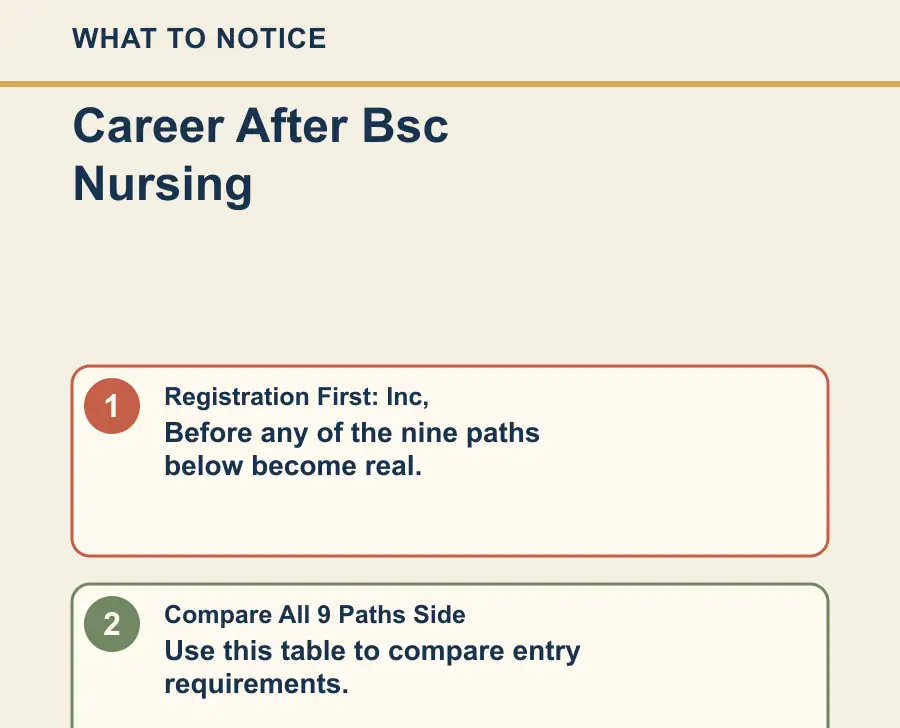 WHAT TO NOTICE
Career After Bsc
Nursing
1
Registration First: Inc,
Before any of the nine paths
below become real.
2
Compare All 9 Paths Side
Use this table to compare entry
requirements.